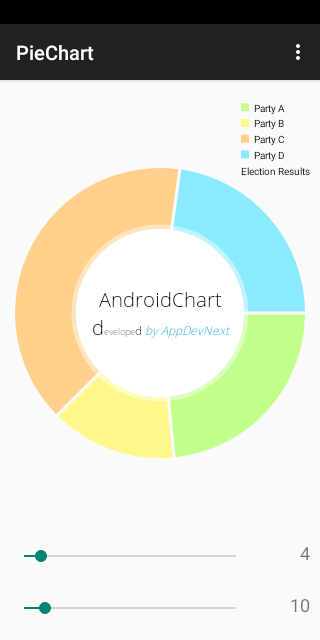 PieChart
Party A
Party B
Party C
Party D
Election Results
AndroidChart
developed by AppDevNext
4
10